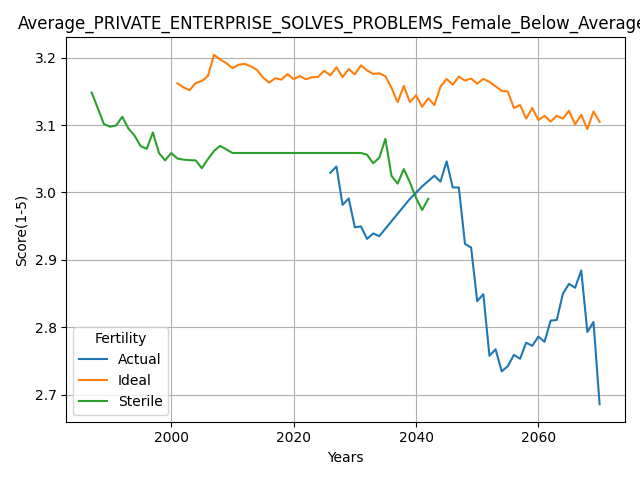 Average_PRIVATE_ENTERPRISE_SOLVES_PROBLEMS_Female_Below_Average
3.2
3.1
3.0
2.9
2.8
2.7
Score(1-5)
Fertility
Actual
Ideal
Sterile
2000
2020
2040
2060
Years